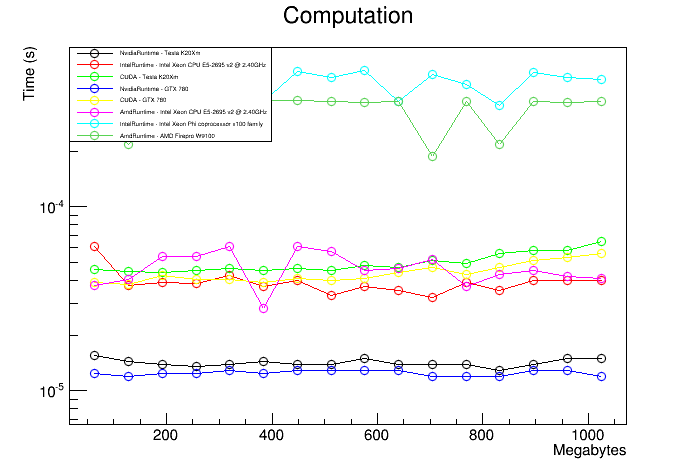 Computation
Time (s)
NvidiaRuntime - Tesla K20Xm
IntelRuntime - Intel Xeon CPU E5-2695 v2 @ 2.40GHz
CUDA - Tesla K20Xm
NvidiaRuntime - GTX 780
CUDA - GTX 780
AmdRuntime - Intel Xeon CPU E5-2695 v2 @ 2.40GHz
IntelRuntime - Intel Xeon Phi coprocessor x100 family
AmdRuntime - AMD Firepro W9100
10⁻⁴
10⁻⁵
200 400 600 800 1000
Megabytes